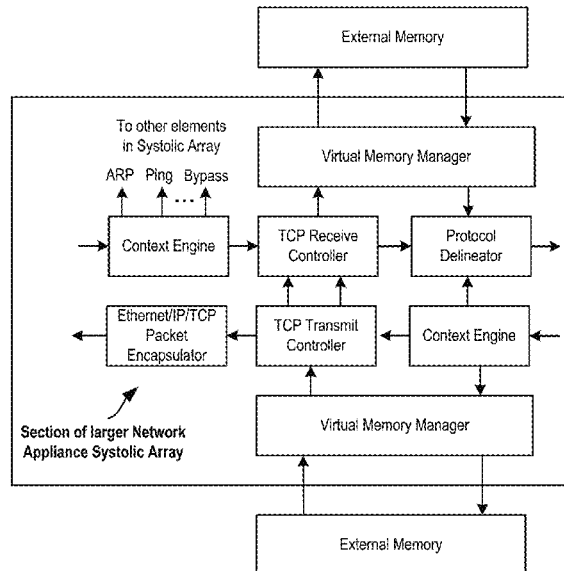 External Memory
To other elements
in Systolic Array
ARP Ping ... Bypass
Virtual Memory Manager
Context Engine
TCP Receive
Controller
Protocol
Delineator
Ethernet/IP/TCP
Packet
Encapsulator
TCP Transmit
Controller
Context Engine
Section of larger Network
Appliance Systolic Array
Virtual Memory Manager
External Memory